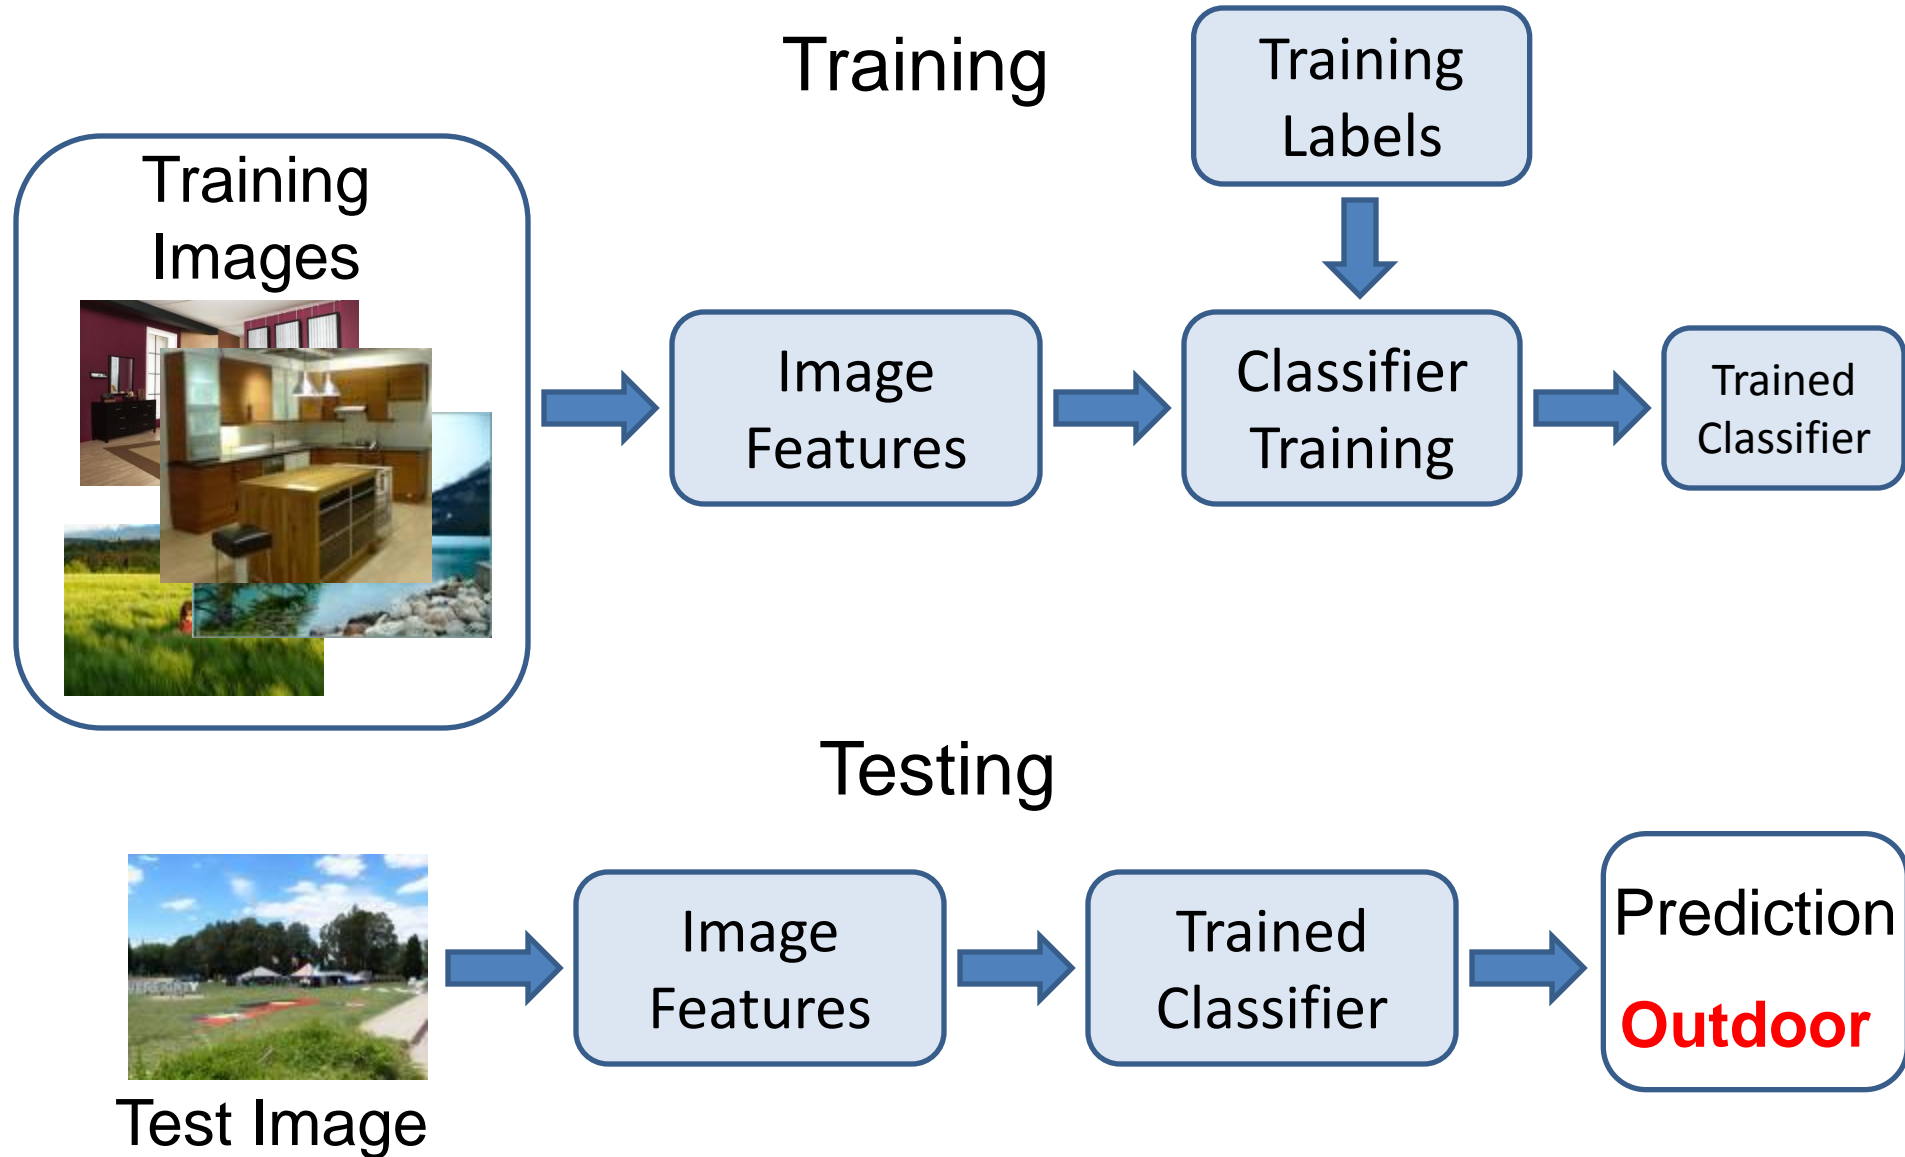 Training
Training
Labels
Training
Images
Image
Features
Classifier
Training
Trained
Classifier
Testing
Image
Features
Trained
Classifier
Prediction
Outdoor
Test Image